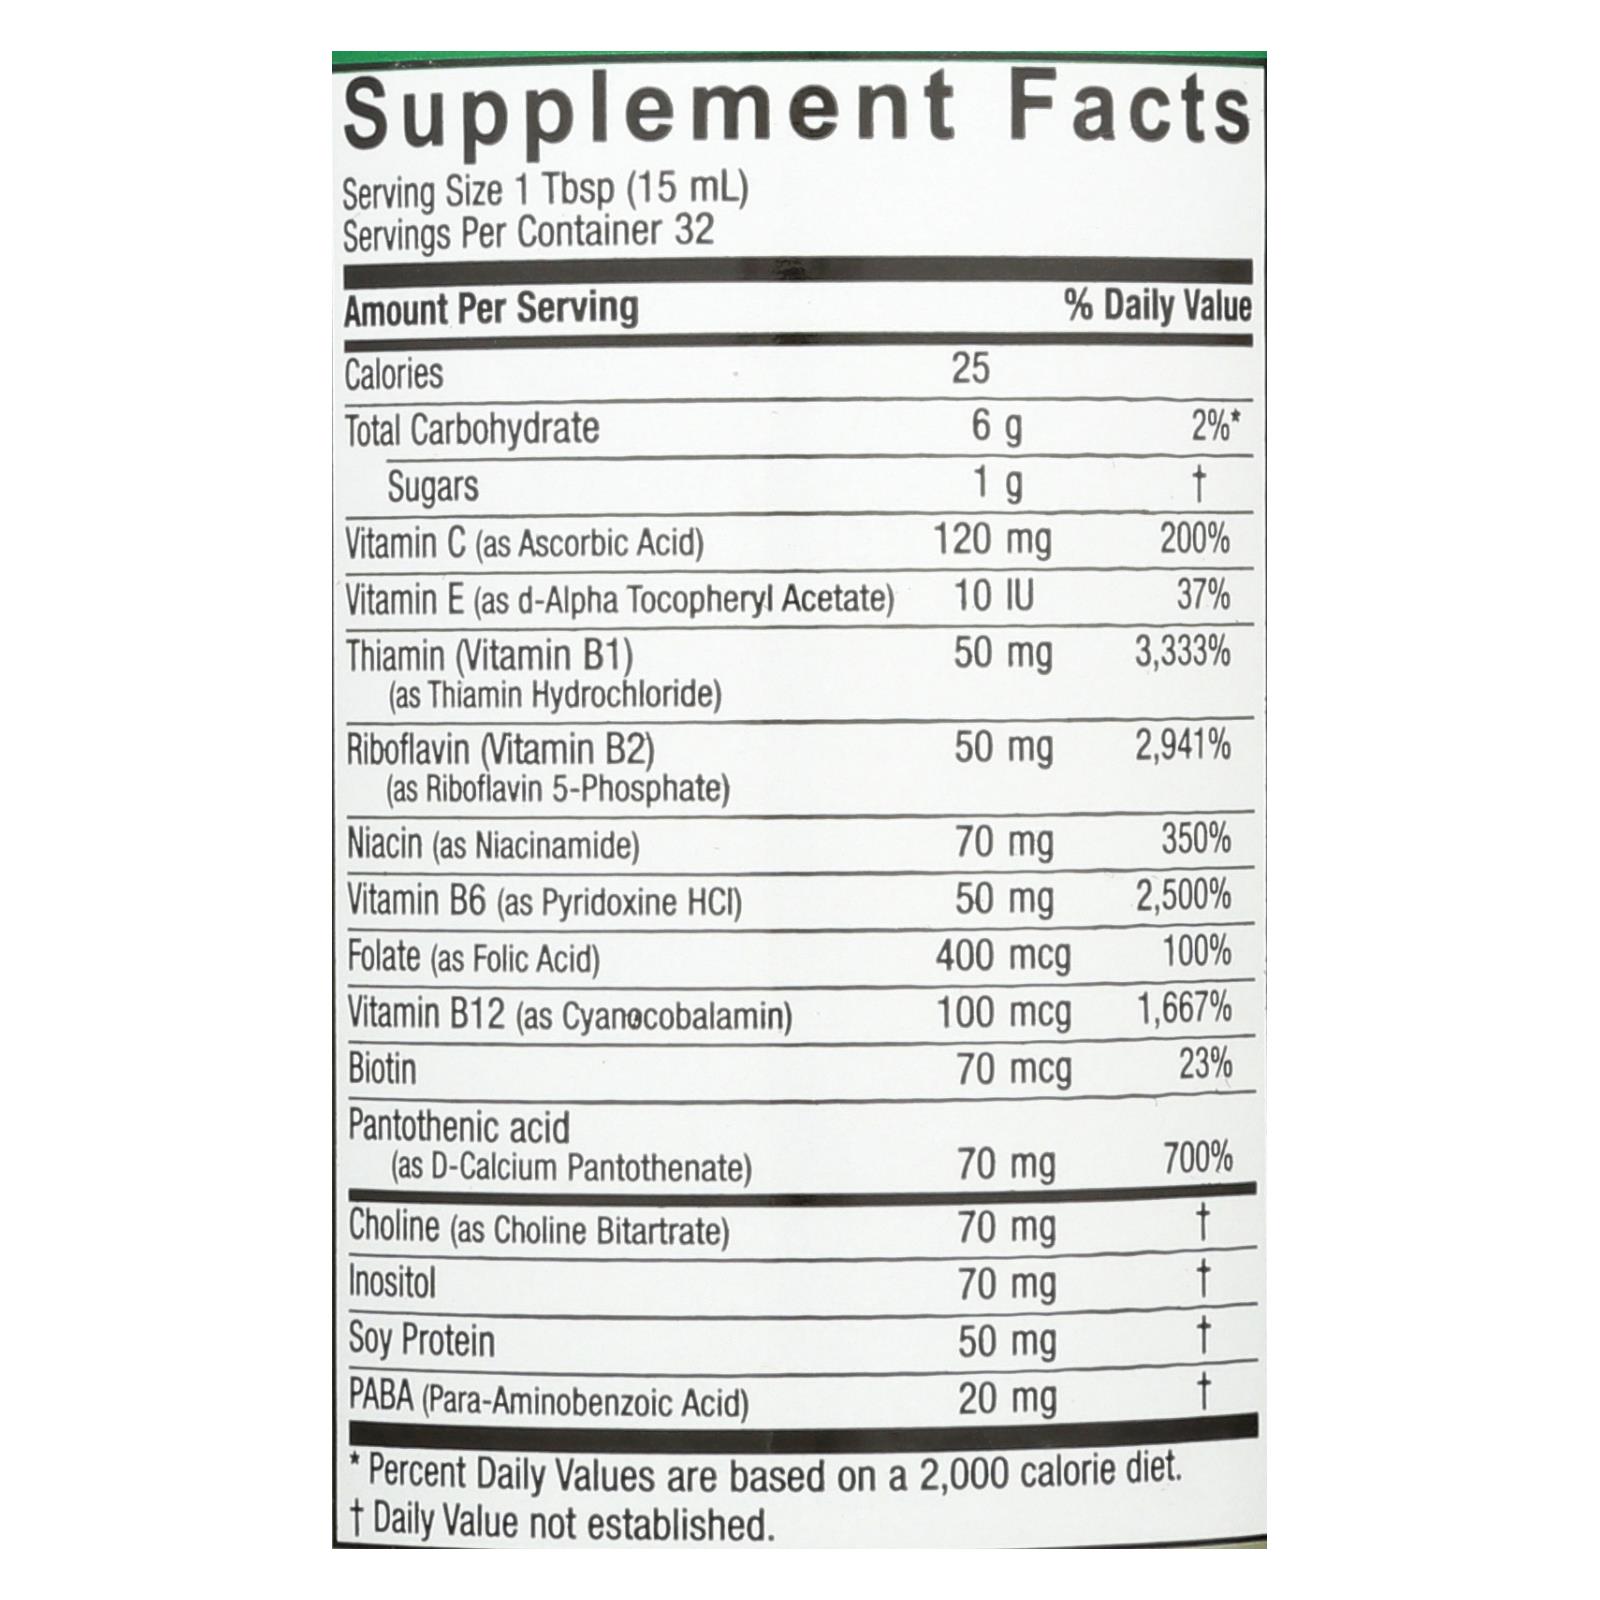 Supplement Facts
Serving Size 1 Tbsp (15 mL)
Servings Per Container 32
Amount Per Serving % Daily Value
Calories 25
Total Carbohydrate 6 g 2%*
Sugars 1 g †
Vitamin C (as Ascorbic Acid) 120 mg 200%
Vitamin E (as d-Alpha Tocopheryl Acetate) 10 IU 37%
Thiamin (Vitamin B1) 50 mg 3,333%
(as Thiamin Hydrochloride)
Riboflavin (Vitamin B2) 50 mg 2,941%
(as Riboflavin 5-Phosphate)
Niacin (as Niacinamide) 70 mg 350%
Vitamin B6 (as Pyridoxine HCl) 50 mg 2,500%
Folate (as Folic Acid) 400 mcg 100%
Vitamin B12 (as Cyanocobalamin) 100 mcg 1,667%
Biotin 70 mcg 23%
Pantothenic acid
(as D-Calcium Pantothenate) 70 mg 700%
Choline (as Choline Bitartrate) 70 mg †
Inositol 70 mg †
Soy Protein 50 mg †
PABA (Para-Aminobenzoic Acid) 20 mg †
* Percent Daily Values are based on a 2,000 calorie diet.
† Daily Value not established.